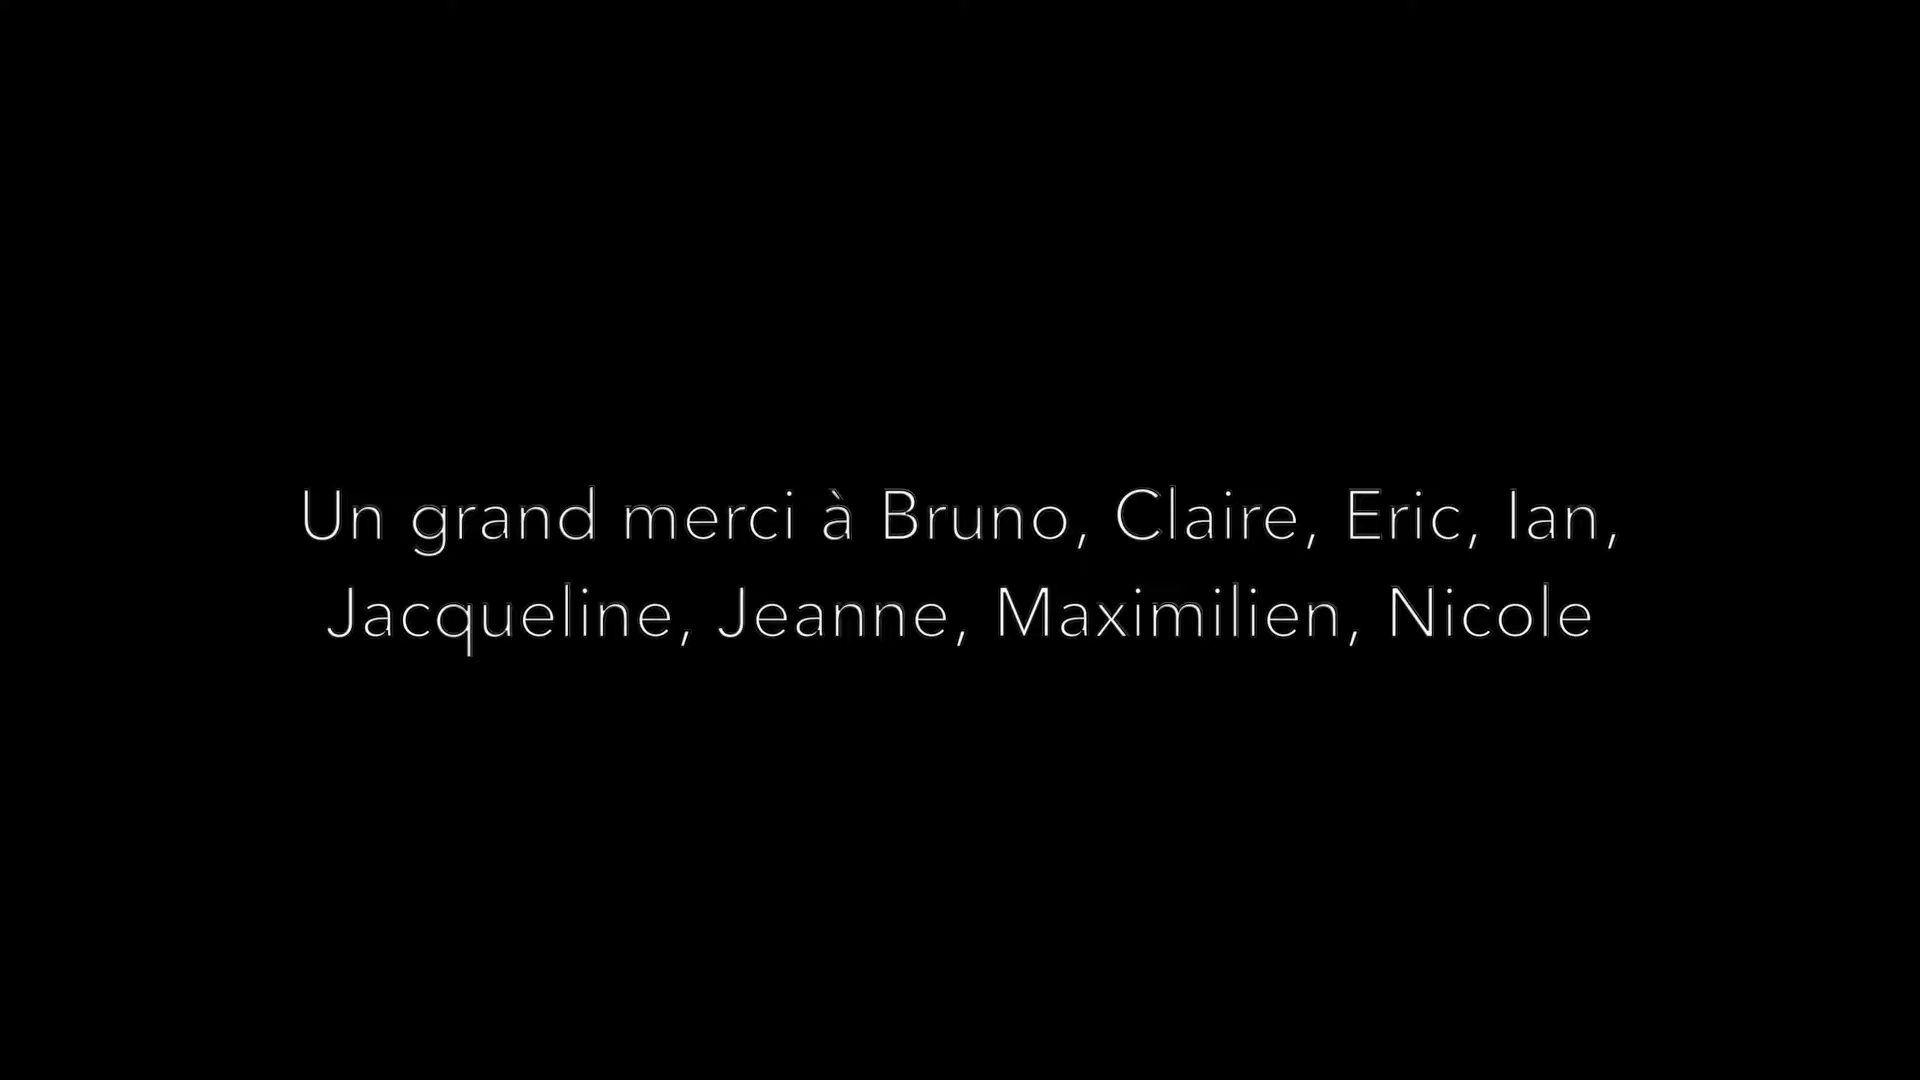 Un grand merci à Bruno, Claire, Eric, Ian,
Jacqueline, Jeanne, Maximilien, Nicole